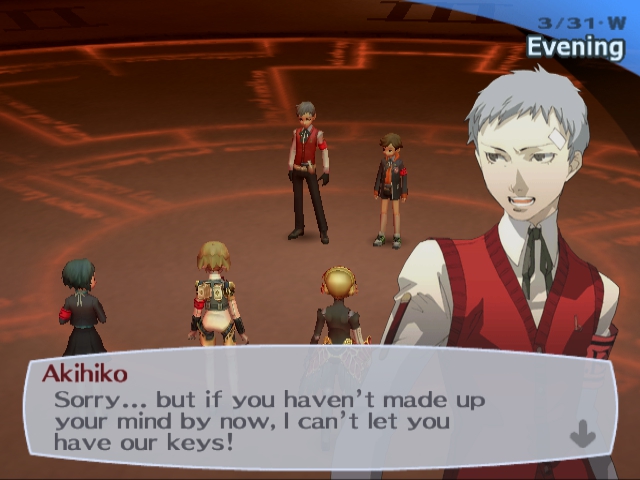 3/31·W
Evening
Akihiko
Sorry... but if you haven't made up
your mind by now, I can't let you
have our keys!